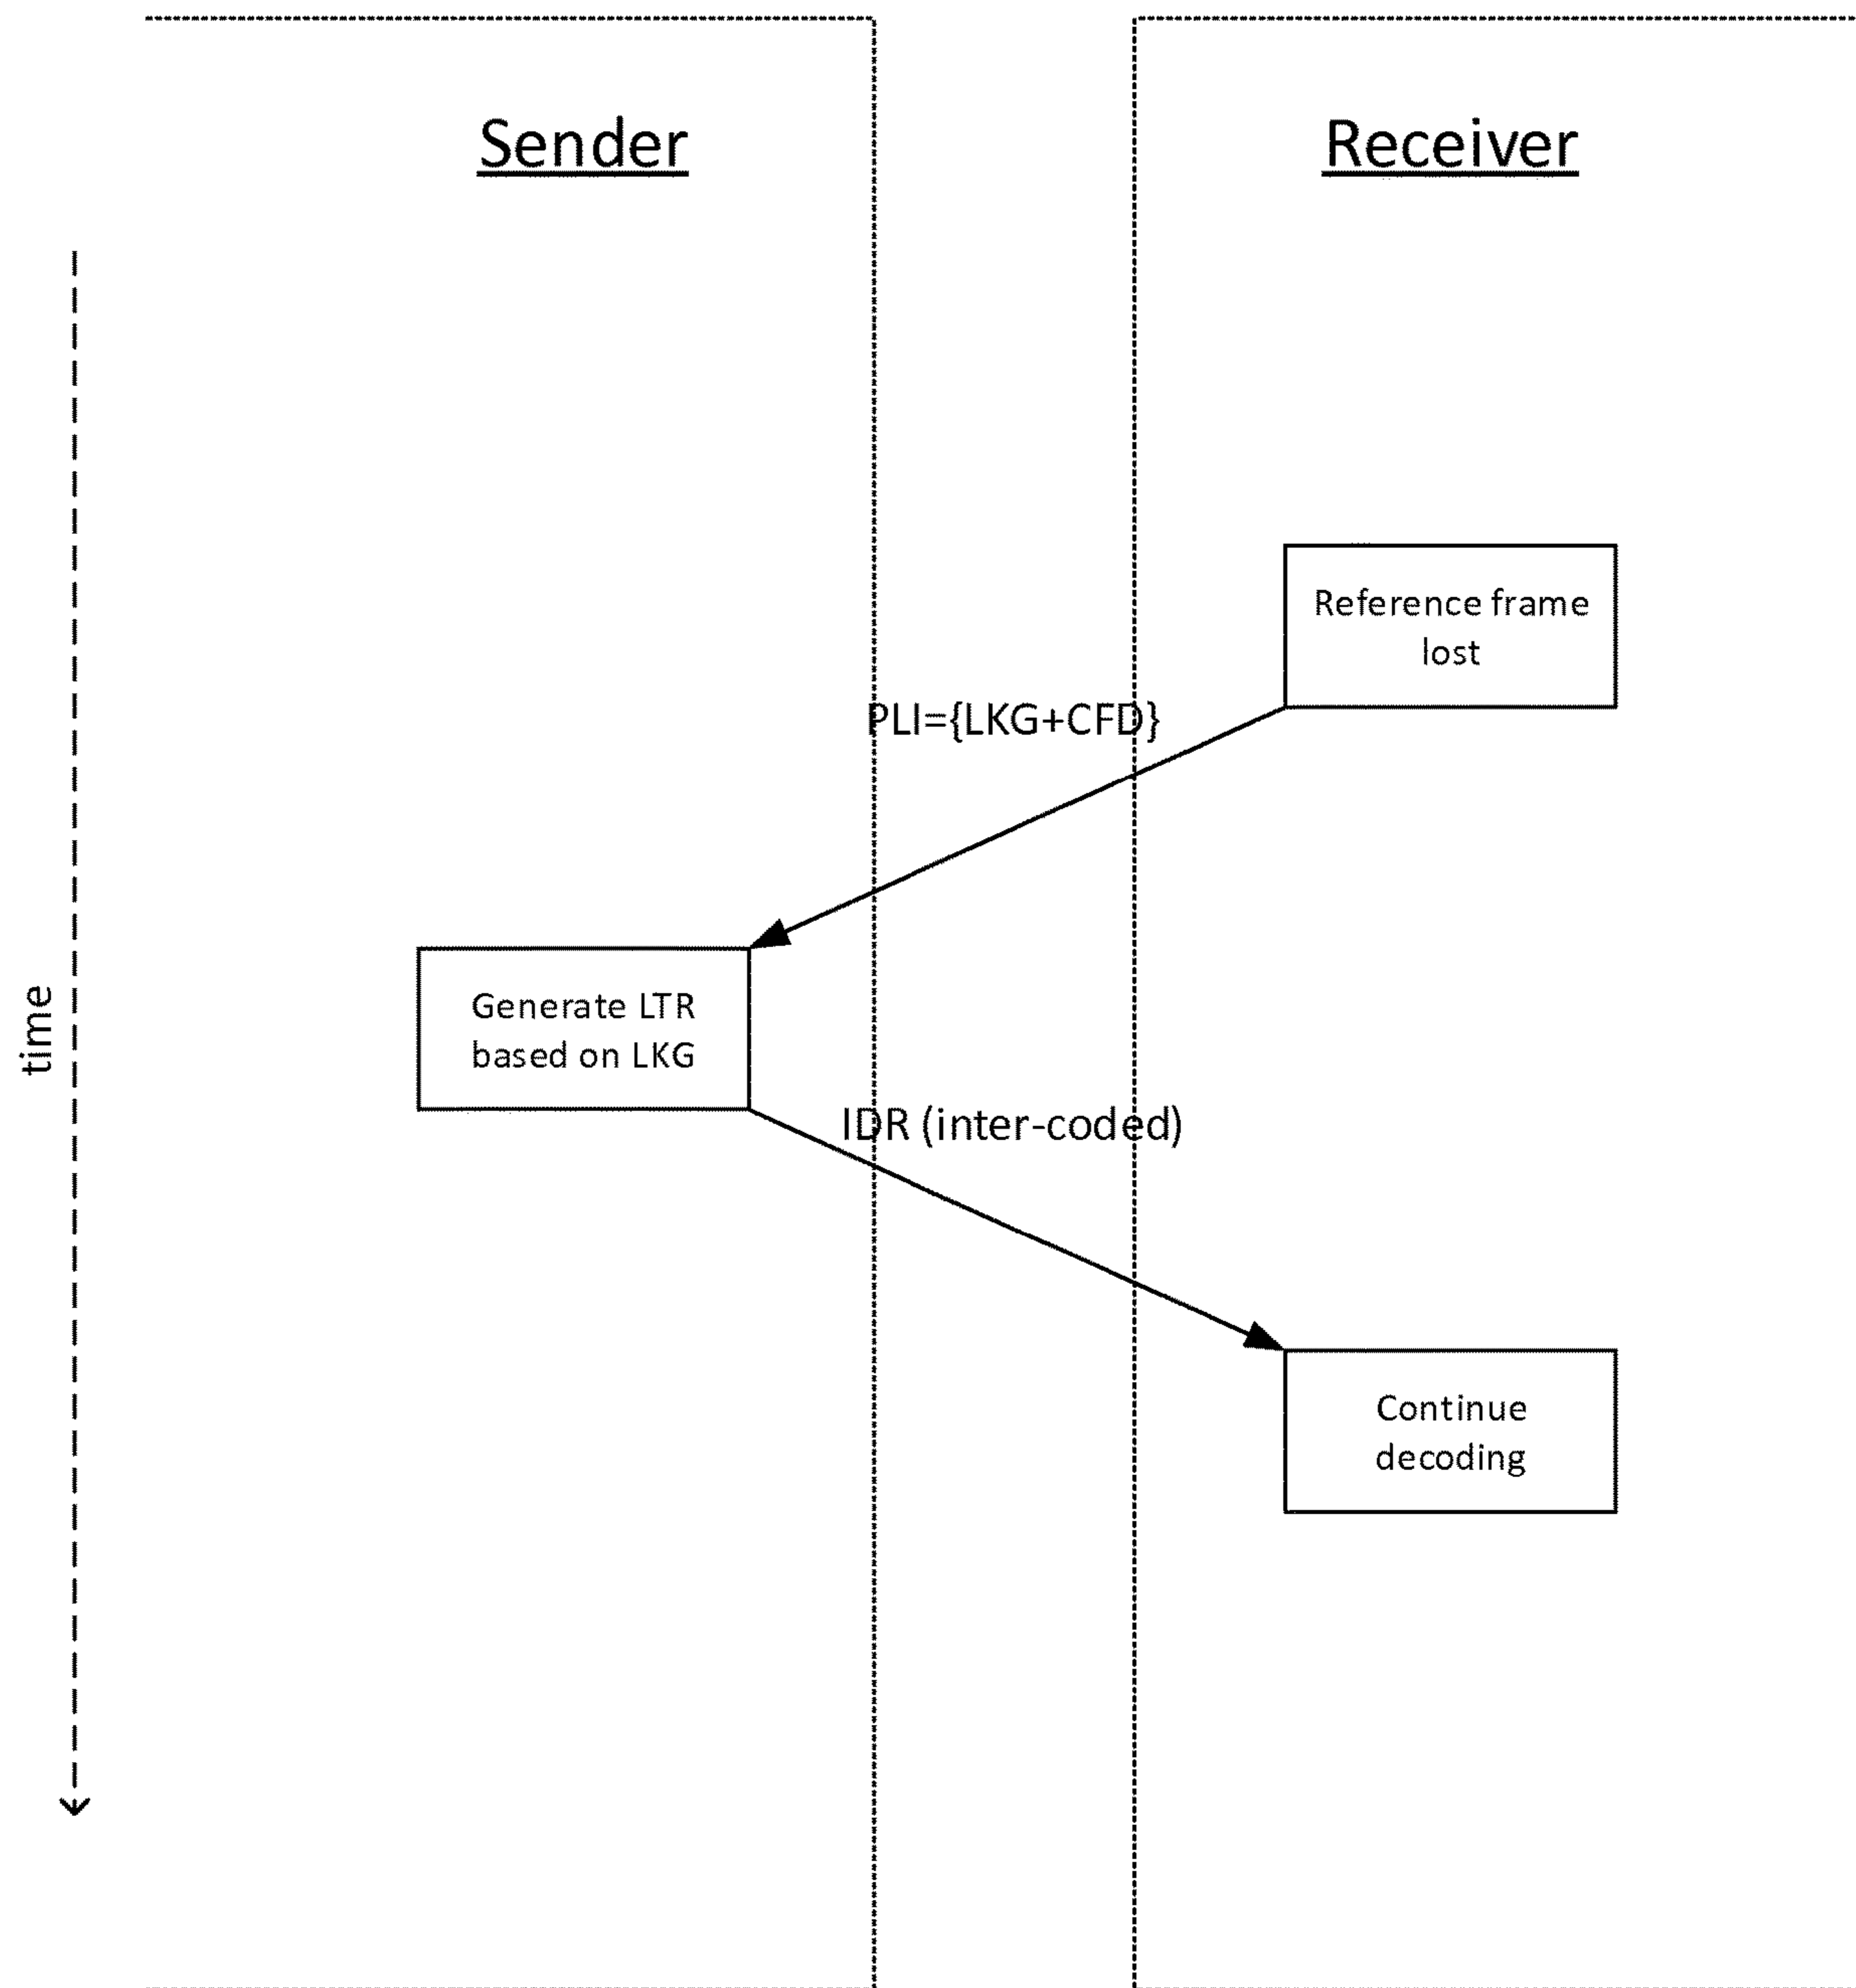 Sender
Receiver
Reference frame
lost
PLI={LKG+CFD}
Generate LTR
based on LKG
time
IDR (inter-coded)
Continue
decoding